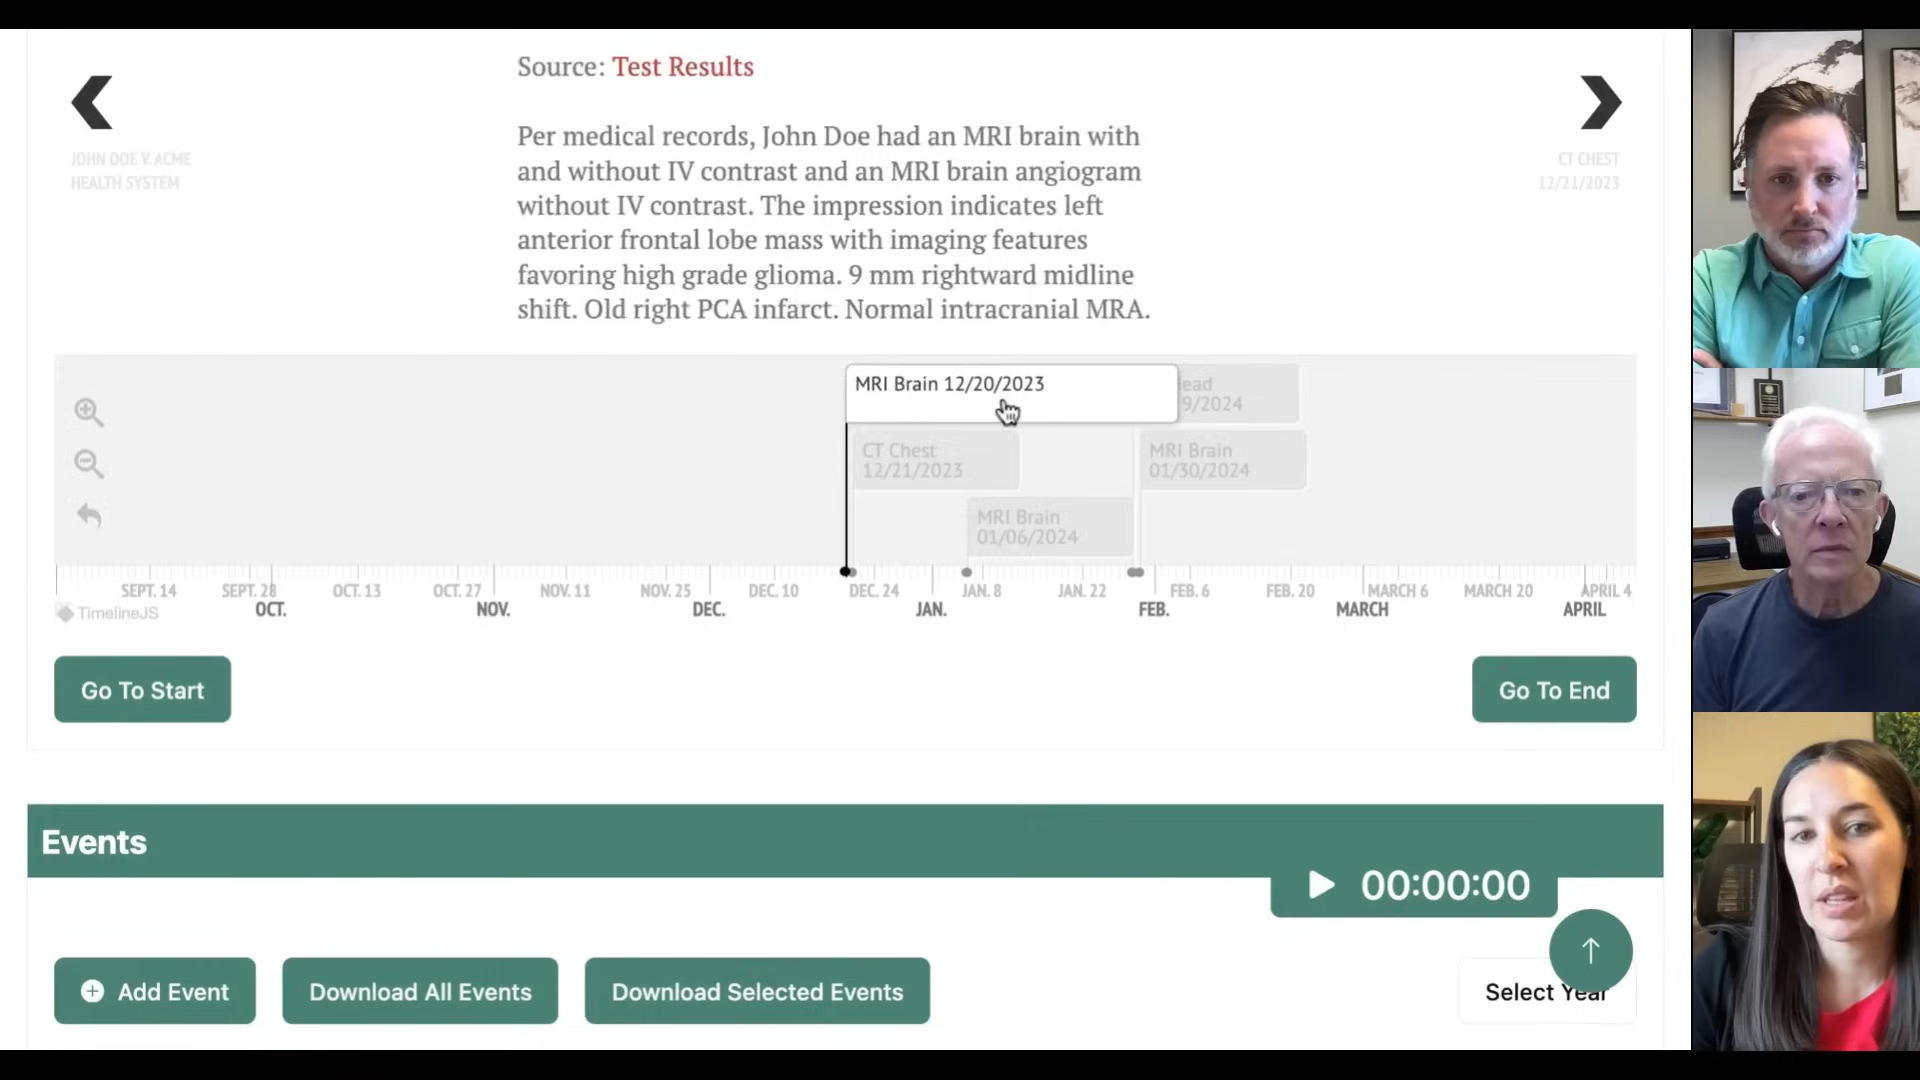 Source: Test Results
JOHN DOE V. ACME
HEALTH SYSTEM
CT CHEST
12/21/2023
Per medical records, John Doe had an MRI brain with
and without IV contrast and an MRI brain angiogram
without IV contrast. The impression indicates left
anterior frontal lobe mass with imaging features
favoring high grade glioma. 9 mm rightward midline
shift. Old right PCA infarct. Normal intracranial MRA.
MRI Brain 12/20/2023
ead
9/2024
CT Chest
12/21/2023
MRI Brain
01/30/2024
MRI Brain
01/06/2024
SEPT. 14 SEPT. 28 OCT. 13 OCT. 27 NOV. 11 NOV. 25 DEC. 10 DEC. 24 JAN. 8 JAN. 22 FEB. 6 FEB. 20 MARCH 6 MARCH 20 APRIL 4
OCT. NOV. DEC. JAN. FEB. MARCH APRIL
TimelineJS
Go To Start
Go To End
Events
00:00:00
Add Event
Download All Events
Download Selected Events
Select Year